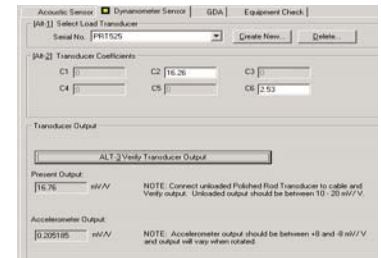 Acoustic Sensor Dynamometer Sensor GDA Equipment Check
[Alt-1] Select Load Transducer
Serial No. PRT525 Create New... Delete...
[Alt-2] Transducer Coefficients
C1 0 C2 16.26 C3 0
C4 0 C5 0 C6 2.53
Transducer Output
ALT-3 Verify Transducer Output
Present Output:
16.76 mV/V NOTE: Connect unloaded Polished Rod Transducer to cable and
Verify output. Unloaded output should be between 10 - 20 mV/ V.
Accelerometer Output:
0.205185 mV/V NOTE: Accelerometer output should be between +8 and -8 mV/ V
and output will vary when rotated